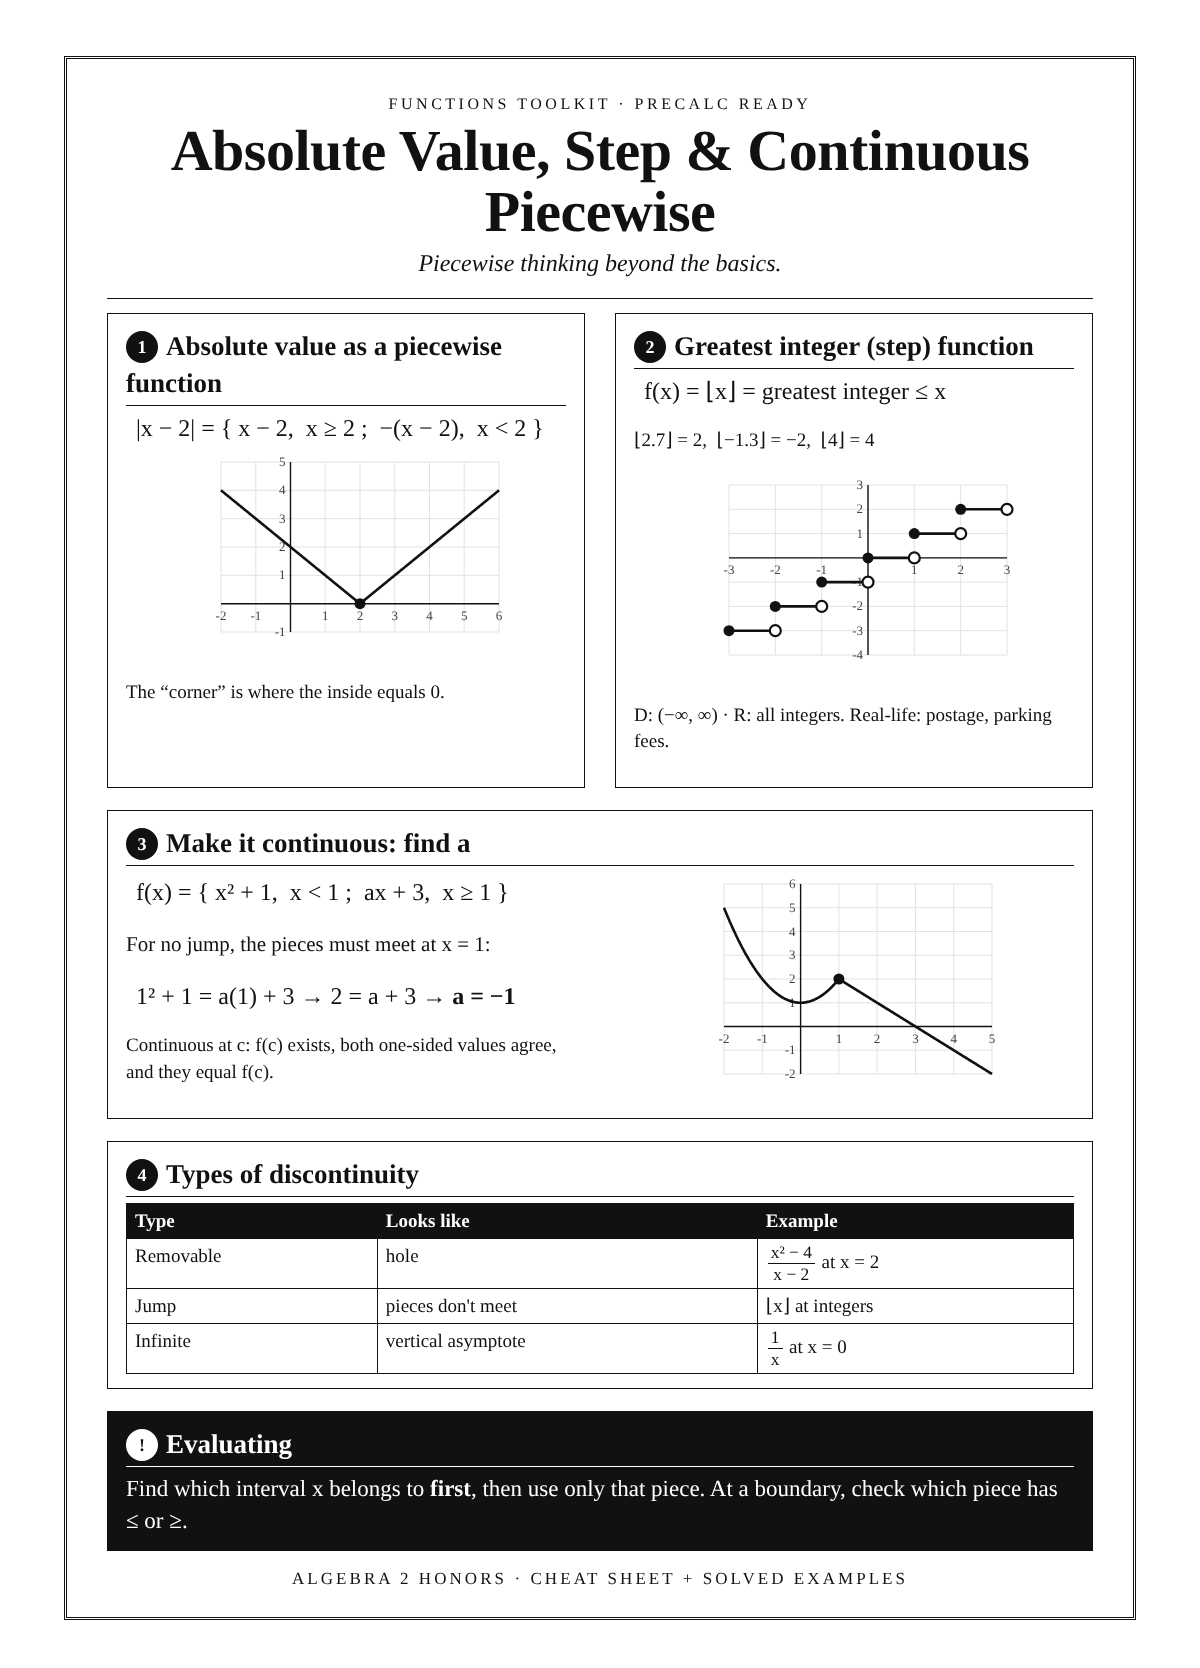 FUNCTIONS TOOLKIT · PRECALC READY
Absolute Value, Step & Continuous
Piecewise
Piecewise thinking beyond the basics.
1 Absolute value as a piecewise
function
|x − 2| = { x − 2, x ≥ 2 ; −(x − 2), x < 2 }
5
4
3
2
1
-2 -1 1 2 3 4 5 6
-1
The “corner” is where the inside equals 0.
2 Greatest integer (step) function
f(x) = ⌊x⌋ = greatest integer ≤ x
⌊2.7⌋ = 2, ⌊−1.3⌋ = −2, ⌊4⌋ = 4
3
2
1
-3 -2 -1 1 2 3
-1
-2
-3
-4
D: (−∞, ∞) · R: all integers. Real-life: postage, parking
fees.
3 Make it continuous: find a
f(x) = { x² + 1, x < 1 ; ax + 3, x ≥ 1 }
For no jump, the pieces must meet at x = 1:
1² + 1 = a(1) + 3 → 2 = a + 3 → a = −1
Continuous at c: f(c) exists, both one-sided values agree,
and they equal f(c).
6
5
4
3
2
1
-2 -1 1 2 3 4 5
-1
-2
4 Types of discontinuity
Type Looks like Example
Removable hole x² − 4 / x − 2 at x = 2
Jump pieces don't meet ⌊x⌋ at integers
Infinite vertical asymptote 1 / x at x = 0
! Evaluating
Find which interval x belongs to first, then use only that piece. At a boundary, check which piece has
≤ or ≥.
ALGEBRA 2 HONORS · CHEAT SHEET + SOLVED EXAMPLES